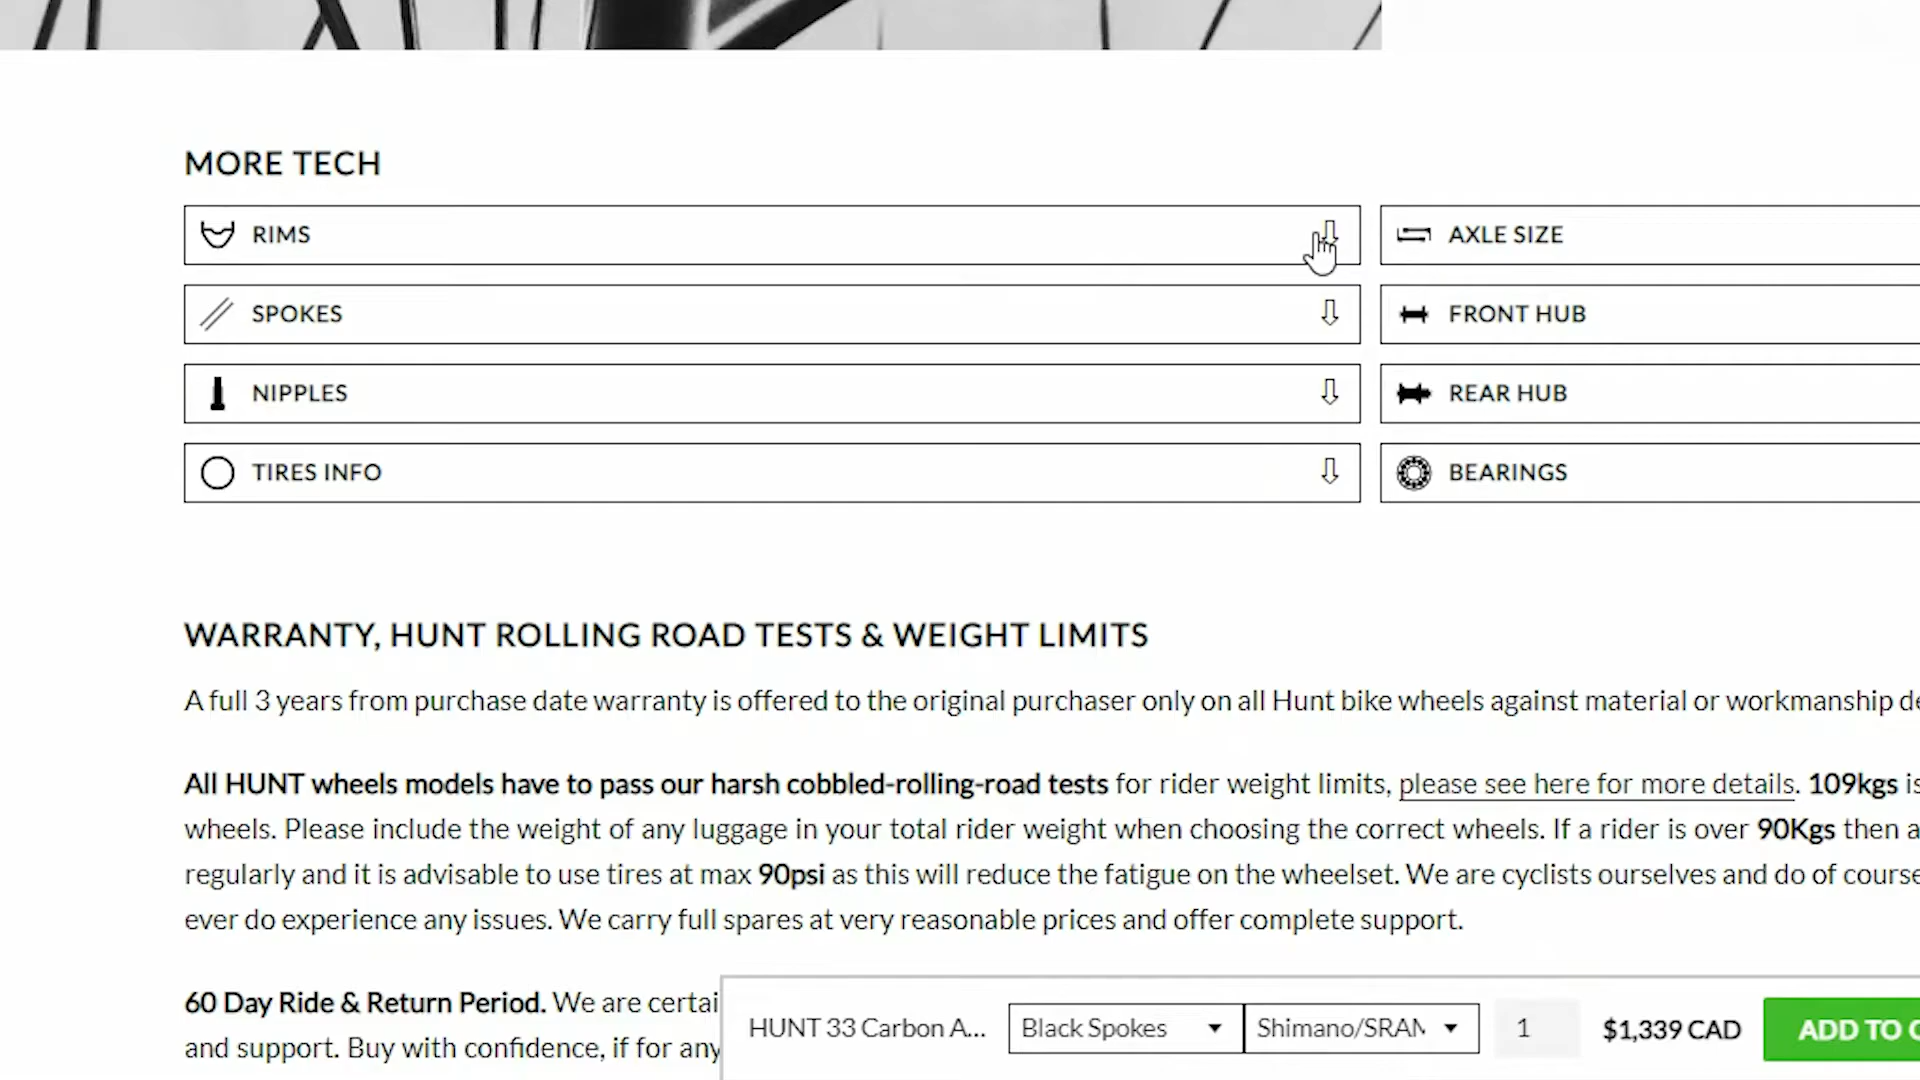 MORE TECH
RIMS
AXLE SIZE
SPOKES
FRONT HUB
NIPPLES
REAR HUB
TIRES INFO
BEARINGS
WARRANTY, HUNT ROLLING ROAD TESTS & WEIGHT LIMITS
A full 3 years from purchase date warranty is offered to the original purchaser only on all Hunt bike wheels against material or workmanship de
All HUNT wheels models have to pass our harsh cobbled-rolling-road tests for rider weight limits, please see here for more details. 109kgs is
wheels. Please include the weight of any luggage in your total rider weight when choosing the correct wheels. If a rider is over 90Kgs then a
regularly and it is advisable to use tires at max 90psi as this will reduce the fatigue on the wheelset. We are cyclists ourselves and do of course
ever do experience any issues. We carry full spares at very reasonable prices and offer complete support.
60 Day Ride & Return Period. We are certai
and support. Buy with confidence, if for any
HUNT 33 Carbon A... Black Spokes Shimano/SRAM 1 $1,339 CAD ADD TO C